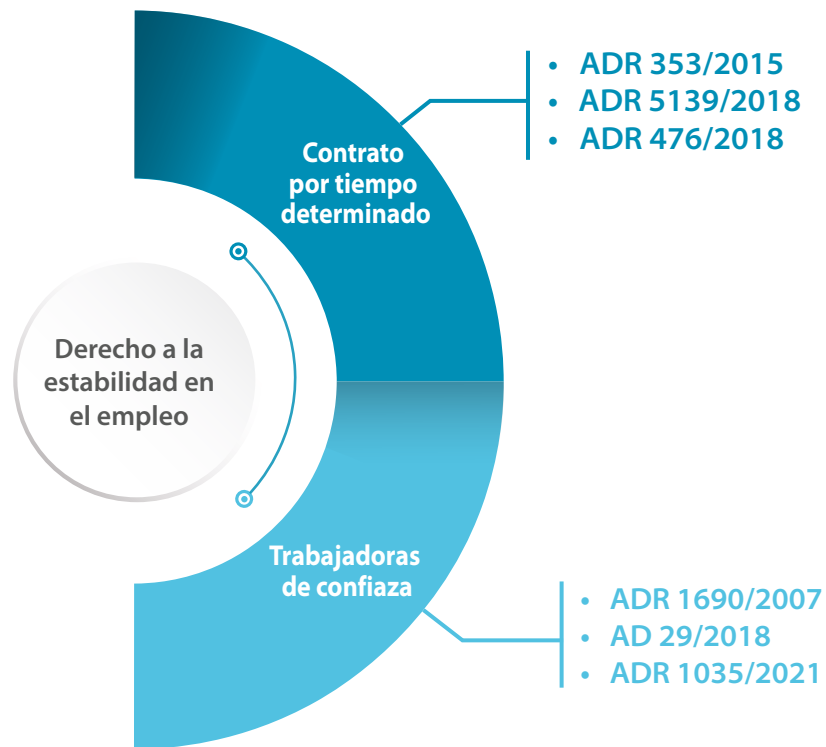 Derecho a la
estabilidad en
el empleo
Contrato
por tiempo
determinado
• ADR 353/2015
• ADR 5139/2018
• ADR 476/2018
Trabajadoras
de confiaza
• ADR 1690/2007
• AD 29/2018
• ADR 1035/2021